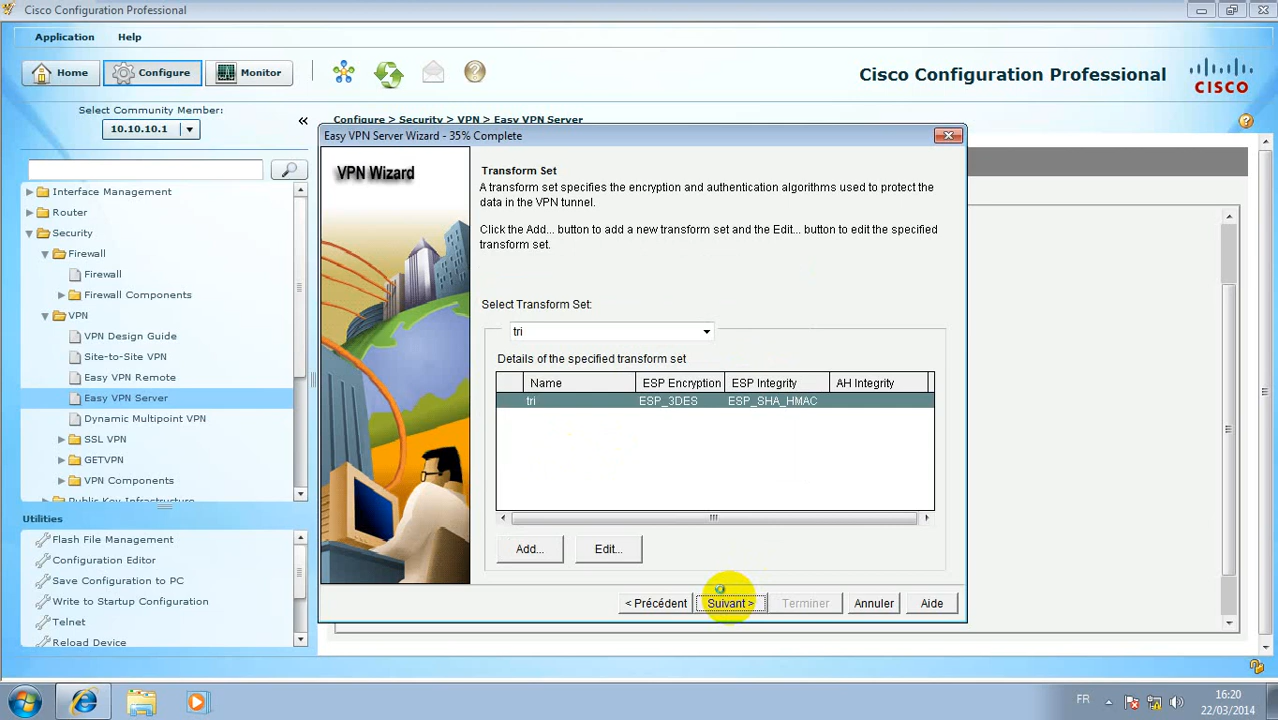 Cisco Configuration Professional
Application Help
Home Configure Monitor
Cisco Configuration Professional
CISCO
Select Community Member:
10.10.10.1
«
Configure > Security > VPN > Easy VPN Server
Easy VPN Server Wizard - 35% Complete
VPN Wizard
Transform Set
A transform set specifies the encryption and authentication algorithms used to protect the
data in the VPN tunnel.
Click the Add... button to add a new transform set and the Edit... button to edit the specified
transform set.
Select Transform Set:
tri
Details of the specified transform set
Name ESP Encryption ESP Integrity AH Integrity
tri ESP_3DES ESP_SHA_HMAC
Add... Edit...
< Précédent Suivant > Terminer Annuler Aide
Interface Management
Router
Security
Firewall
Firewall
Firewall Components
VPN
VPN Design Guide
Site-to-Site VPN
Easy VPN Remote
Easy VPN Server
Dynamic Multipoint VPN
SSL VPN
GETVPN
VPN Components
Public Key Infrastructure
Utilities
Flash File Management
Configuration Editor
Save Configuration to PC
Write to Startup Configuration
Telnet
Reload Device
FR
16:20
22/03/2014